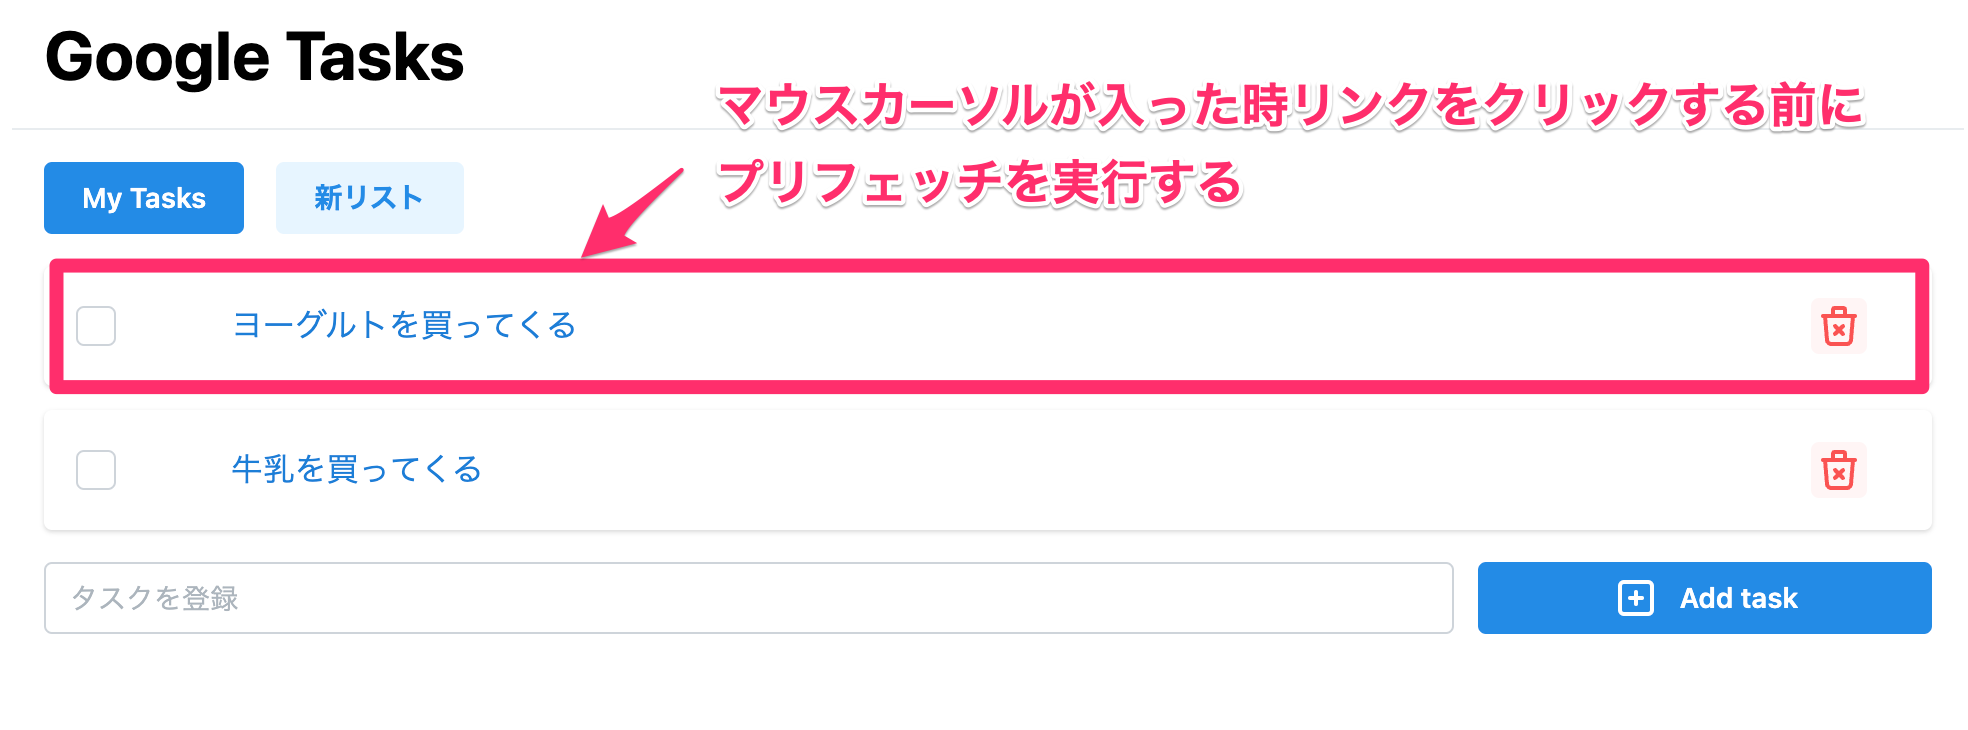 Google Tasks
マウスカーソルが入った時リンクをクリックする前に
プリフェッチを実行する
My Tasks
新リスト
ヨーグルトを買ってくる
牛乳を買ってくる
タスクを登録
Add task